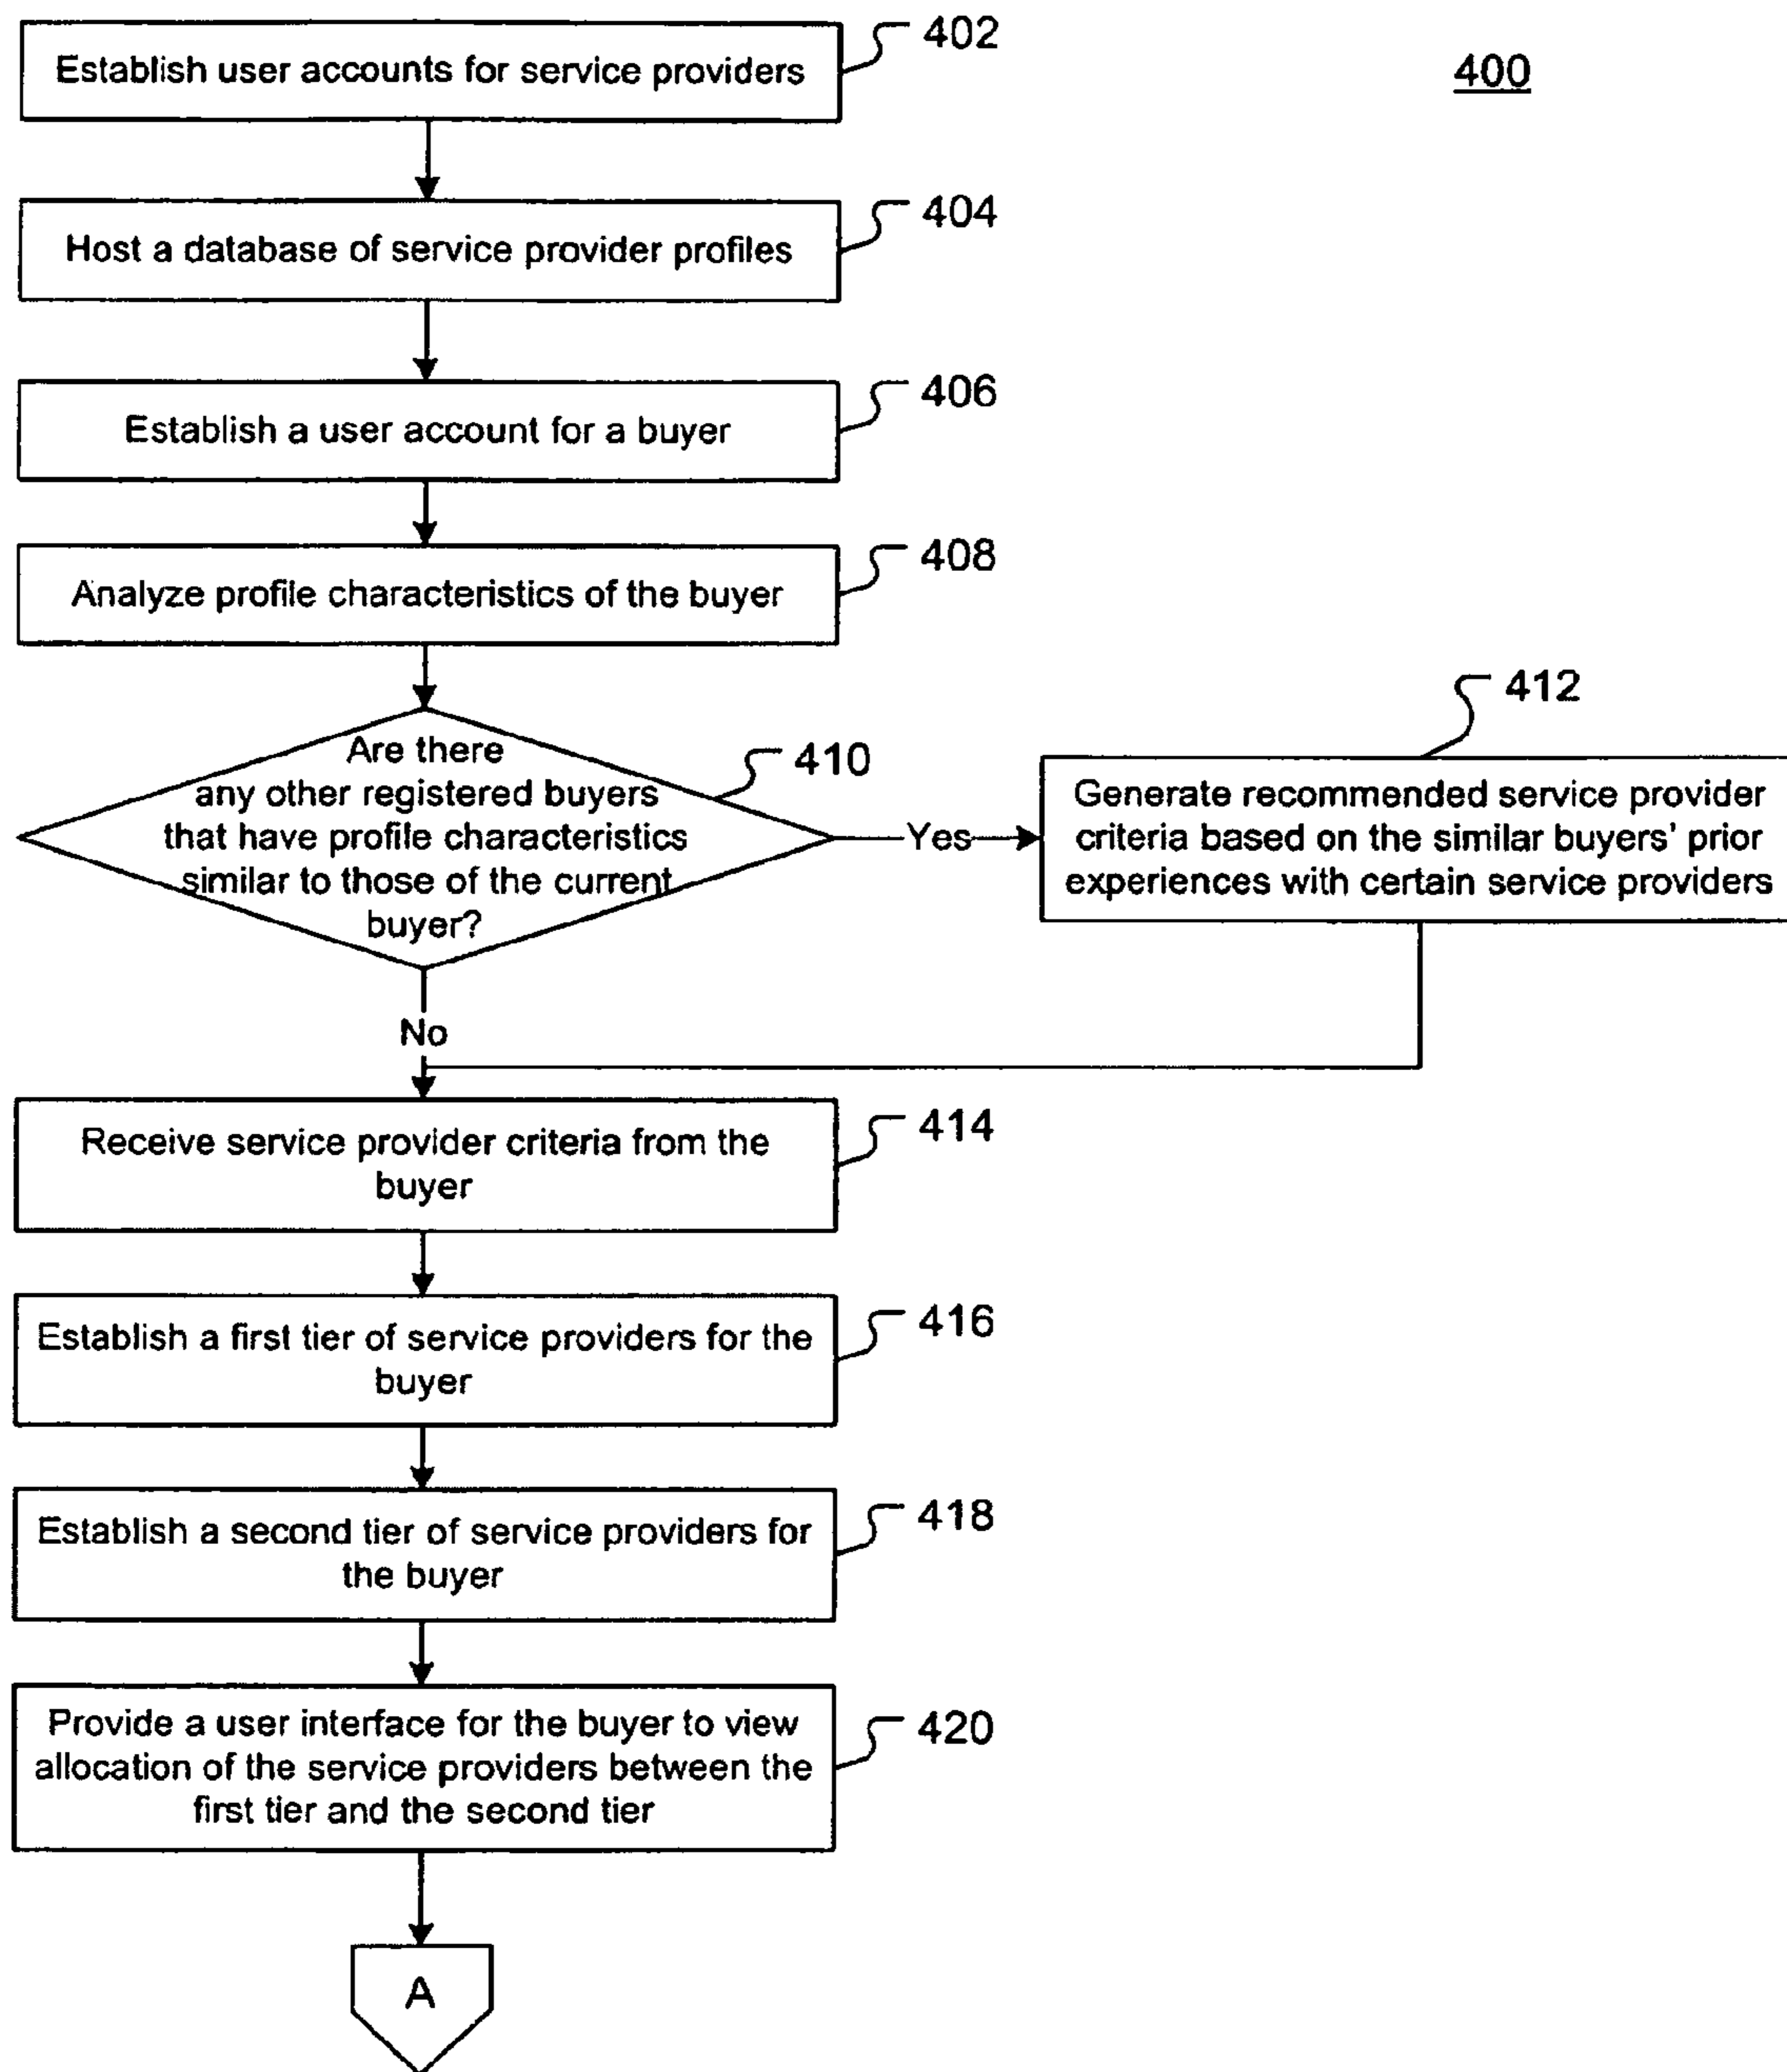 402
400
Establish user accounts for service providers
404
Host a database of service provider profiles
406
Establish a user account for a buyer
408
Analyze profile characteristics of the buyer
412
410
Are there
any other registered buyers
that have profile characteristics
similar to those of the current
buyer?
Yes
Generate recommended service provider
criteria based on the similar buyers' prior
experiences with certain service providers
No
414
Receive service provider criteria from the
buyer
416
Establish a first tier of service providers for the
buyer
418
Establish a second tier of service providers for
the buyer
420
Provide a user interface for the buyer to view
allocation of the service providers between the
first tier and the second tier
A